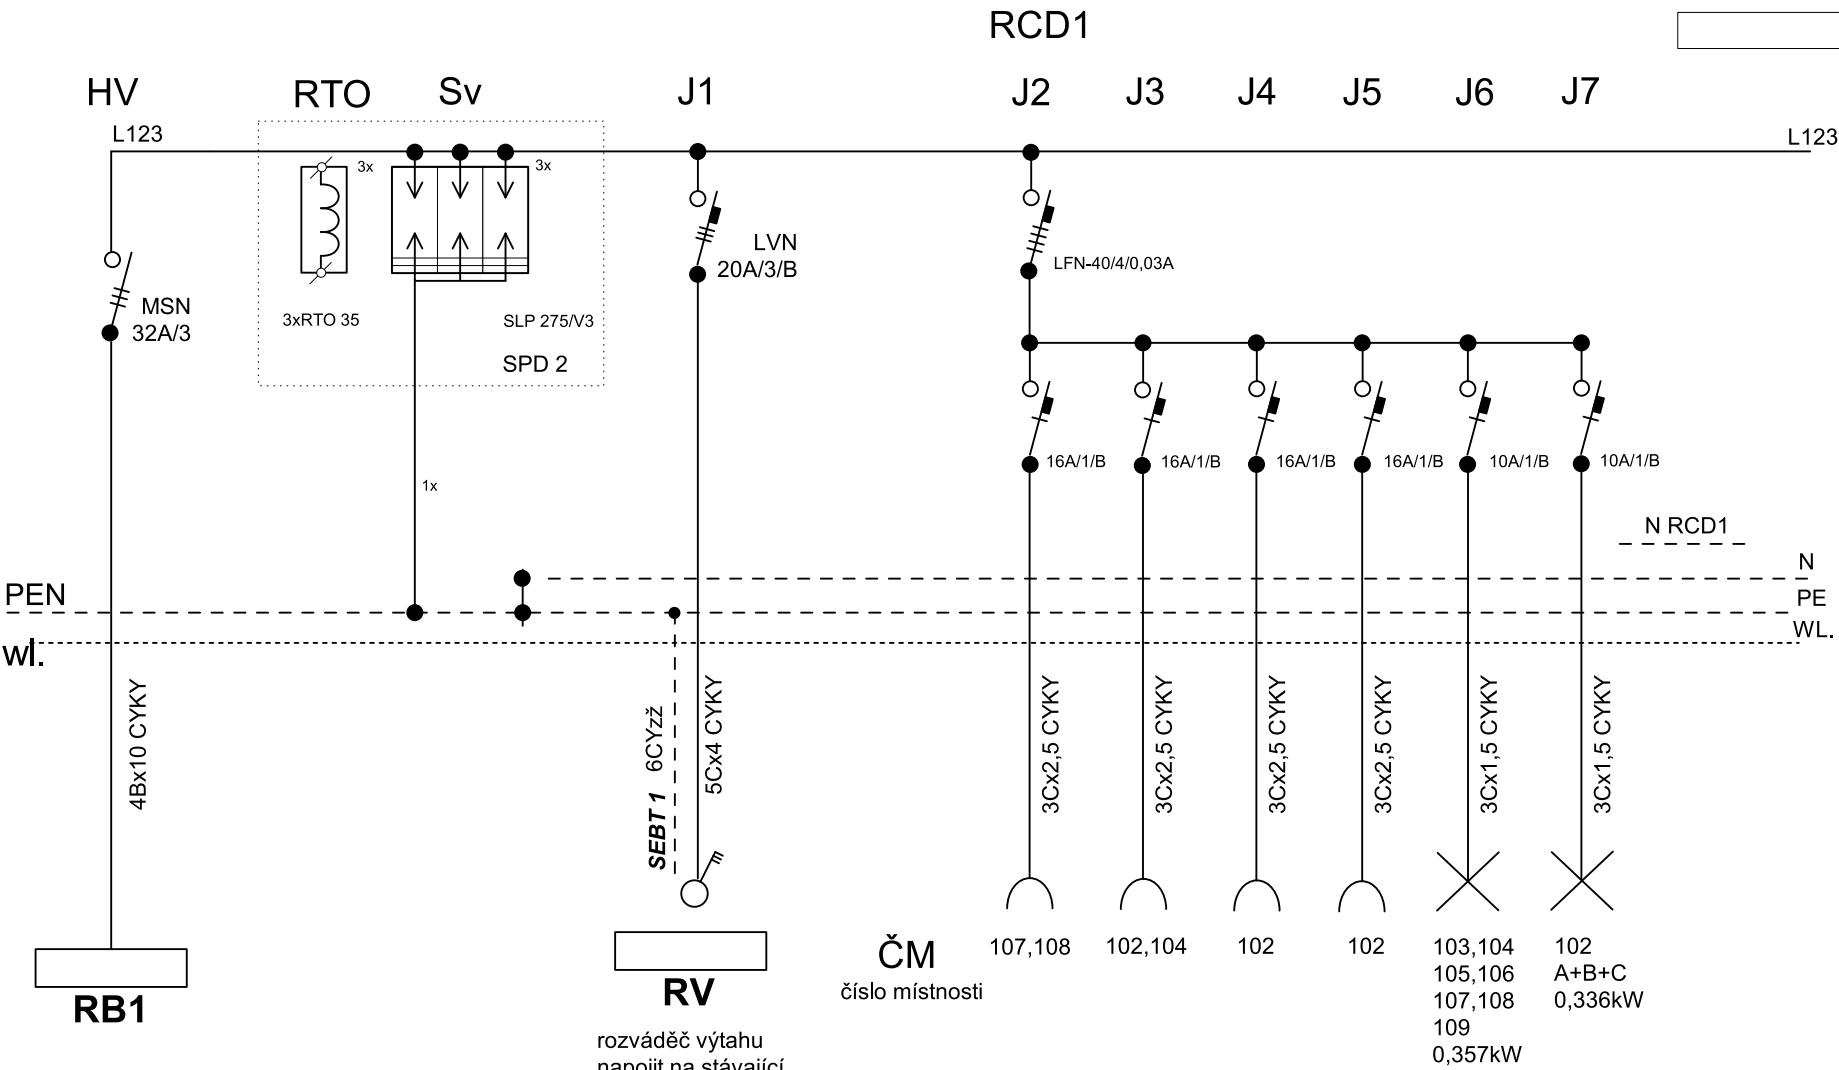 RCD1
HV
RTO
Sv
J1
J2
J3
J4
J5
J6
J7
L123
L123
3x
3x
LVN
20A/3/B
LFN-40/4/0,03A
MSN
32A/3
3xRTO 35
SLP 275/V3
SPD 2
16A/1/B
16A/1/B
16A/1/B
16A/1/B
10A/1/B
10A/1/B
1x
N RCD1
N
PEN
PE
WL.
wl.
4Bx10 CYKY
SEBT 1 6CYzž
5Cx4 CYKY
3Cx2,5 CYKY
3Cx2,5 CYKY
3Cx2,5 CYKY
3Cx2,5 CYKY
3Cx1,5 CYKY
3Cx1,5 CYKY
RB1
RV
rozváděč výtahu
napojit na stávající
ČM
číslo místnosti
107,108
102,104
102
102
103,104
105,106
107,108
109
0,357kW
102
A+B+C
0,336kW